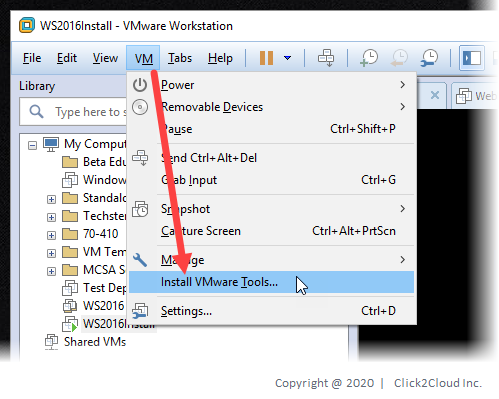 WS2016Install - VMware Workstation
File Edit View VM Tabs Help
Library
Type here to s
Web
My Compu
Beta Edu
Window
Standalo
Techster
70-410
VM Temp
MCSA S
Test Dep
WS2016
WS2016Install
Shared VMs
Power
Removable Devices
Pause Ctrl+Shift+P
Send Ctrl+Alt+Del
Grab Input Ctrl+G
Snapshot
Capture Screen Ctrl+Alt+PrtScn
Manage
Install VMware Tools...
Settings... Ctrl+D
Copyright @ 2020 | Click2Cloud Inc.